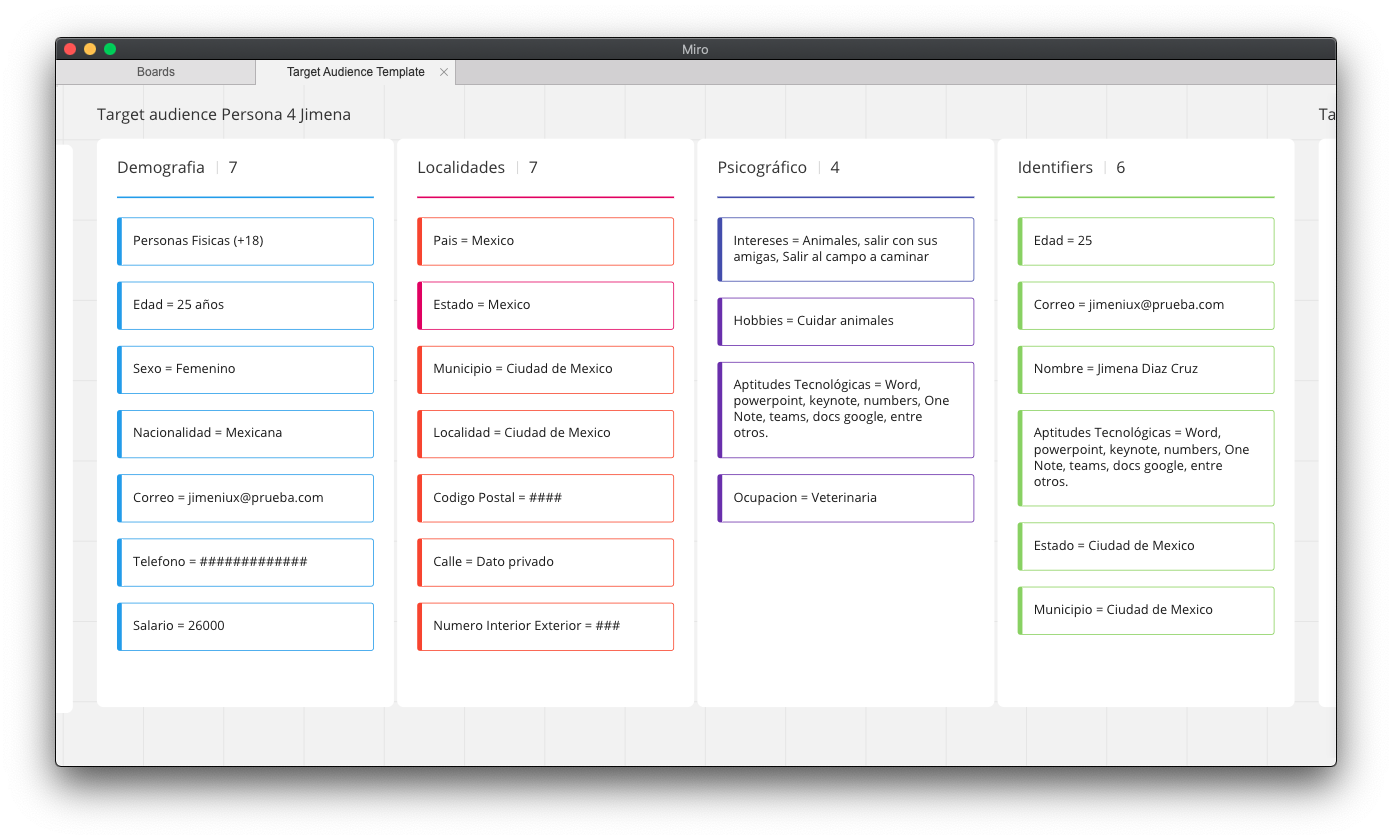 Miro
Boards
Target Audience Template
Target audience Persona 4 Jimena
Ta
Demografia | 7
Personas Fisicas (+18)
Edad = 25 años
Sexo = Femenino
Nacionalidad = Mexicana
Correo = jimeniux@prueba.com
Telefono = #############
Salario = 26000
Localidades | 7
Pais = Mexico
Estado = Mexico
Municipio = Ciudad de Mexico
Localidad = Ciudad de Mexico
Codigo Postal = ####
Calle = Dato privado
Numero Interior Exterior = ###
Psicográfico | 4
Intereses = Animales, salir con sus
amigas, Salir al campo a caminar
Hobbies = Cuidar animales
Aptitudes Tecnológicas = Word,
powerpoint, keynote, numbers, One
Note, teams, docs google, entre
otros.
Ocupacion = Veterinaria
Identifiers | 6
Edad = 25
Correo = jimeniux@prueba.com
Nombre = Jimena Diaz Cruz
Aptitudes Tecnológicas = Word,
powerpoint, keynote, numbers, One
Note, teams, docs google, entre
otros.
Estado = Ciudad de Mexico
Municipio = Ciudad de Mexico